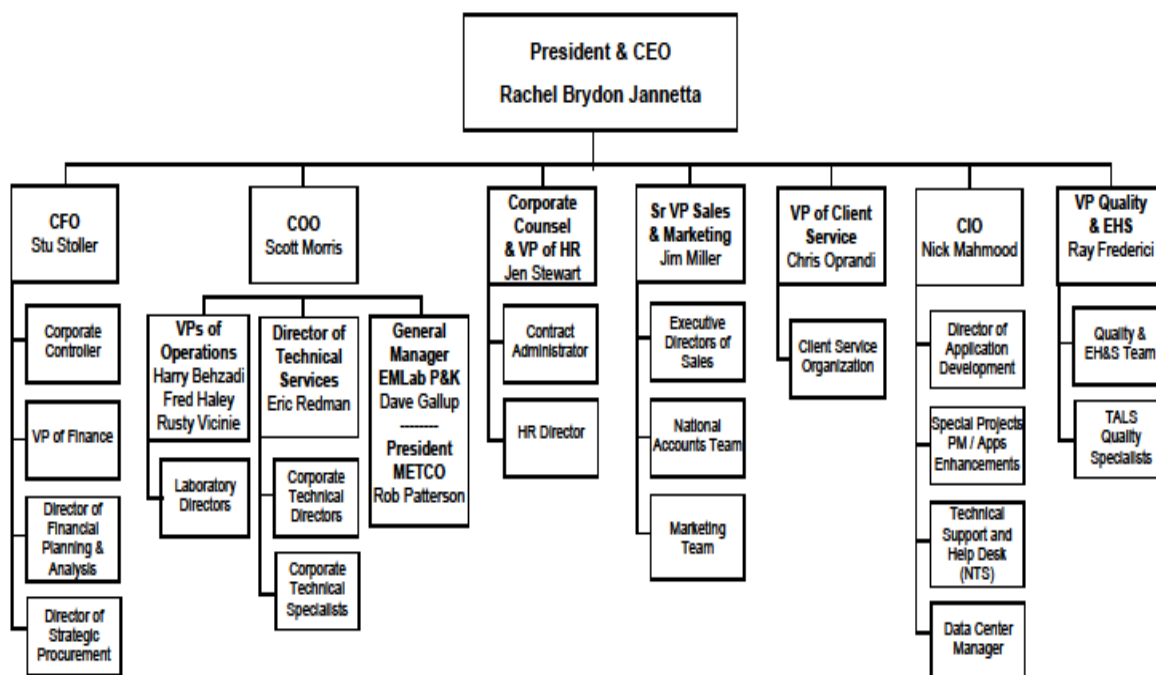 President & CEO
Rachel Brydon Jannetta
CFO
Stu Stoller
COO
Scott Morris
Corporate
Counsel
& VP of HR
Jen Stewart
Sr VP Sales
& Marketing
Jim Miller
VP of Client
Service
Chris Oprandi
CIO
Nick Mahmood
VP Quality
& EHS
Ray Frederici
Corporate
Controller
VP of Finance
Director of
Financial
Planning &
Analysis
Director of
Strategic
Procurement
VPs of
Operations
Harry Behzadi
Fred Haley
Rusty Vicinie
Laboratory
Directors
Director of
Technical
Services
Eric Redman
Corporate
Technical
Directors
Corporate
Technical
Specialists
General
Manager
EMLab P&K
Dave Gallup
--------
President
METCO
Rob Patterson
Contract
Administrator
HR Director
Executive
Directors of
Sales
National
Accounts Team
Marketing
Team
Client Service
Organization
Director of
Application
Development
Special Projects
PM / Apps
Enhancements
Technical
Support and
Help Desk
(NTS)
Data Center
Manager
Quality &
EH&S Team
TALS
Quality
Specialists